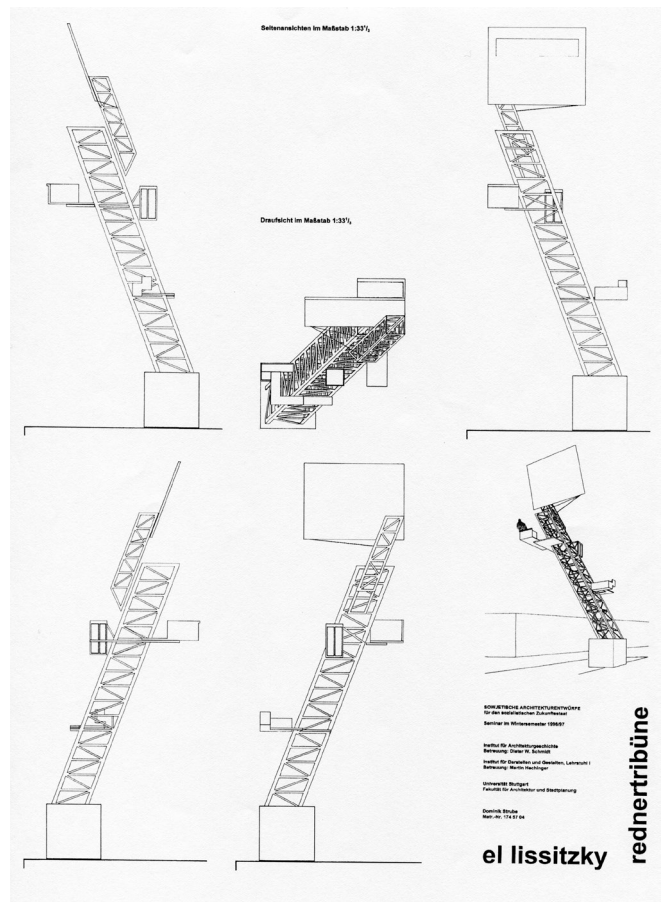 Seitenansichten im Maßstab 1:33¹/₃
Draufsicht im Maßstab 1:33¹/₃
SOWJETISCHE ARCHITEKTURENTWÜRFE
für den sozialistischen Zukunftsstaat
Seminar im Wintersemester 1996/97
Institut für Architekturgeschichte
Betreuung: Dieter W. Schmidt
Institut für Darstellen und Gestalten, Lehrstuhl I
Betreuung: Martin Hechinger
Universität Stuttgart
Fakultät für Architektur und Stadtplanung
Dominik Strube
Matr.-Nr. 174 57 04
el lissitzky
rednertribüne